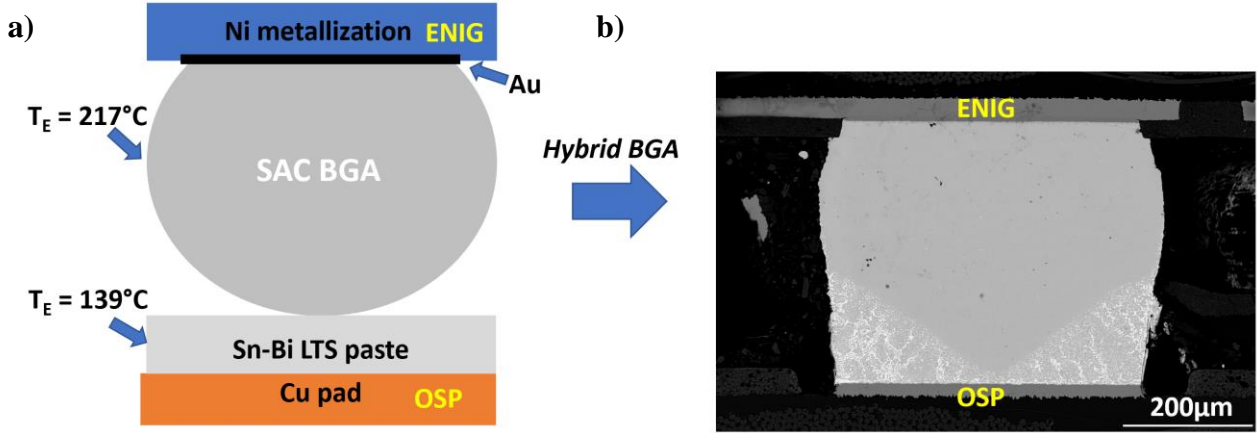 a)
Ni metallization ENIG
Au
T_E = 217°C
SAC BGA
T_E = 139°C
Sn-Bi LTS paste
Cu pad OSP
Hybrid BGA
b)
ENIG
OSP
200µm